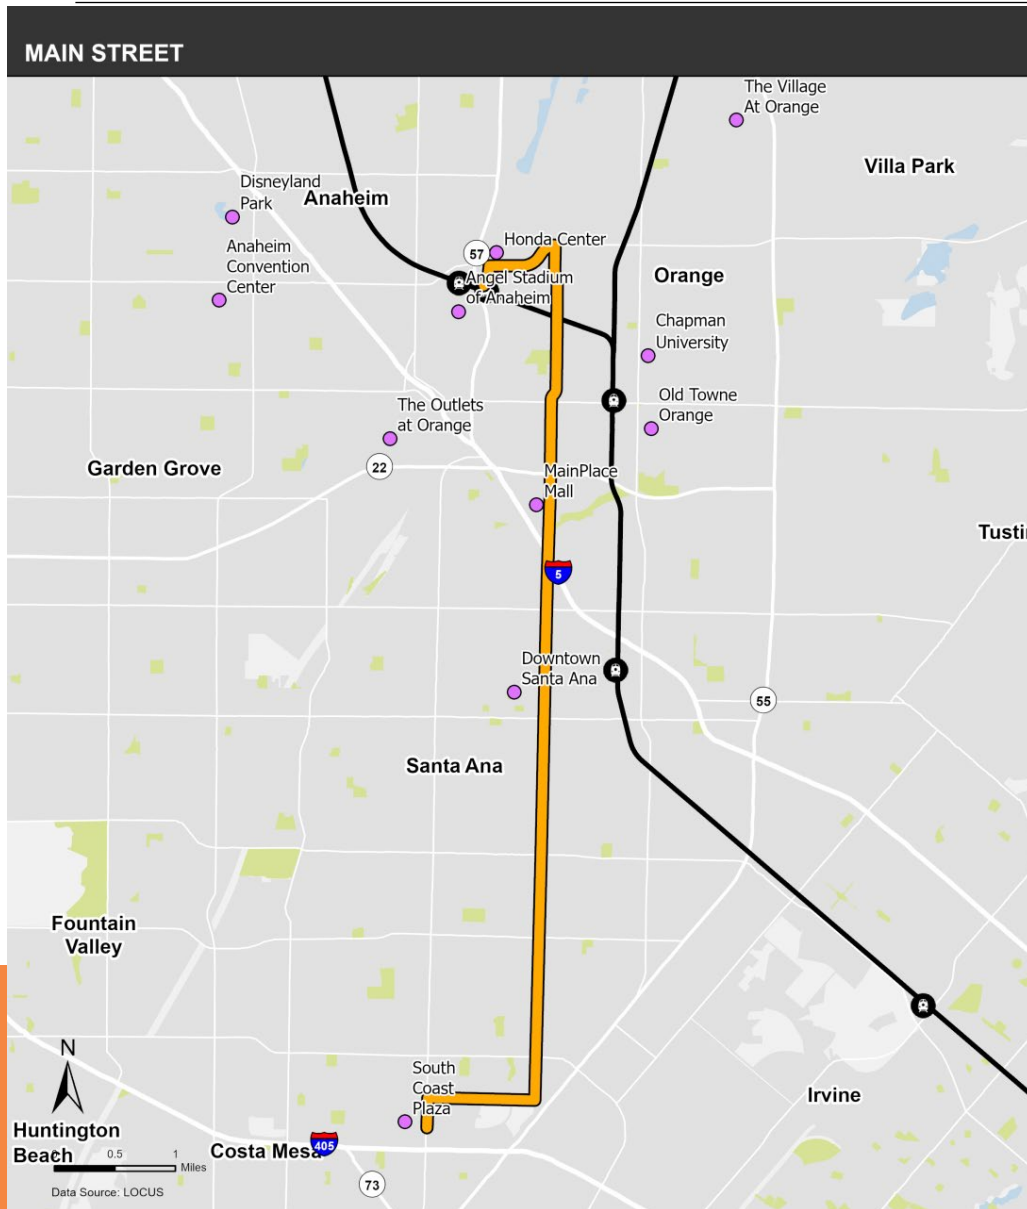 MAIN STREET
The Village
At Orange
Villa Park
Disneyland
Park
Anaheim
Anaheim
Convention
Center
57
Honda Center
Angel Stadium
of Anaheim
Orange
Chapman
University
The Outlets
at Orange
Old Towne
Orange
Garden Grove
22
MainPlace
Mall
Tusti
5
Downtown
Santa Ana
55
Santa Ana
Fountain
Valley
N
South
Coast
Plaza
Irvine
Huntington
Beach
0.5
1
Miles
Costa Mesa
405
73
Data Source: LOCUS